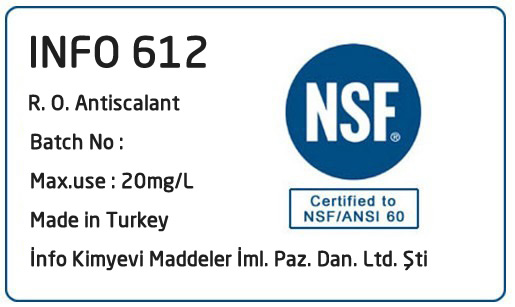 INFO 612
R. O. Antiscalant
Batch No :
Max.use : 20mg/L
Made in Turkey
İnfo Kimyevi Maddeler İml. Paz. Dan. Ltd. Şti
NSF®
Certified to
NSF/ANSI 60